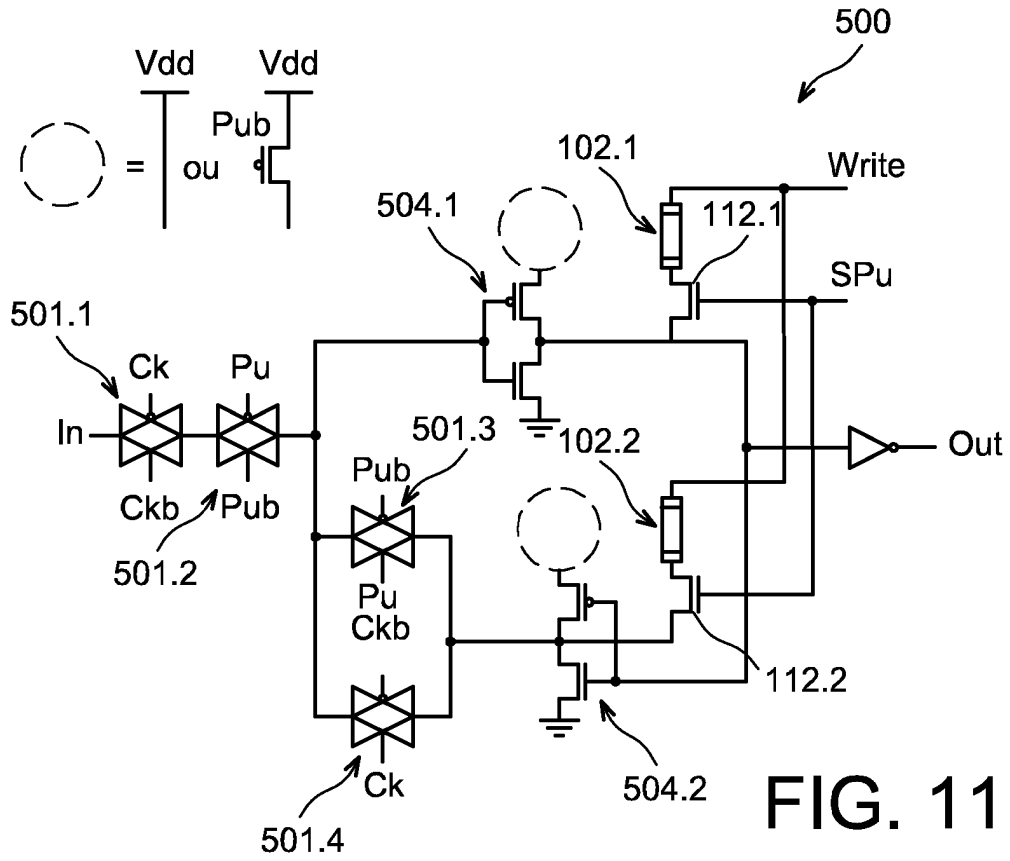 500
Vdd
Vdd
Pub
= ou
102.1
Write
504.1
112.1
SPu
501.1
Ck
Pu
In
501.3
102.2
Pub
Out
Ckb
Pub
501.2
Pu
Ckb
112.2
504.2
Ck
501.4
FIG. 11